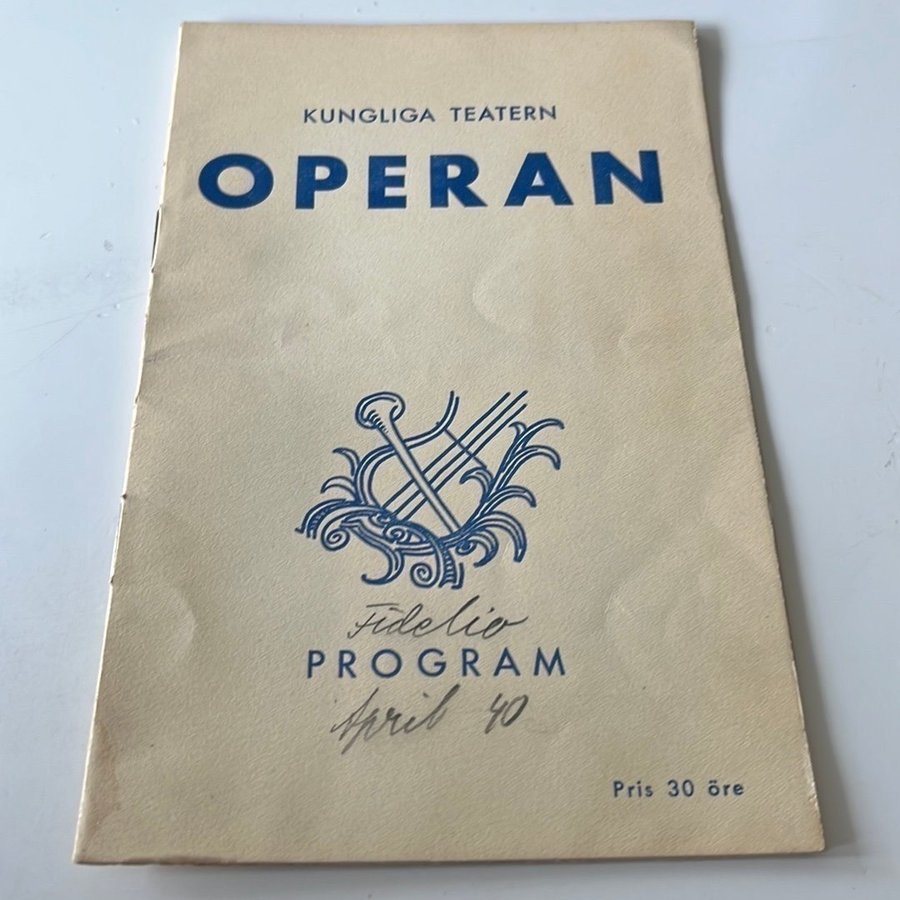 KUNGLIGA TEATERN
OPERAN
Fidelio
PROGRAM
April 40
Pris 30 öre